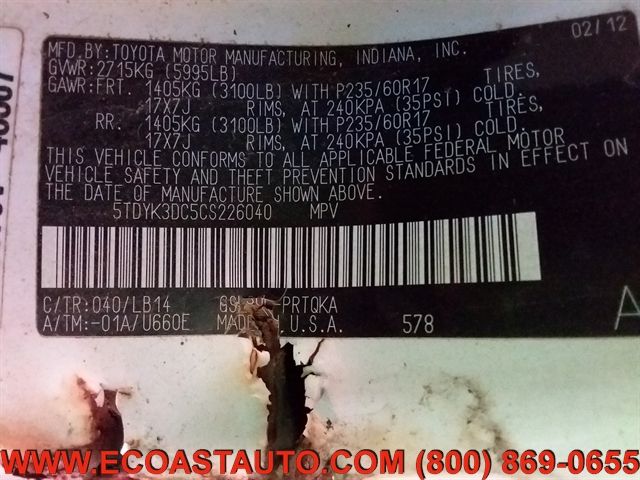 MFD. BY: TOYOTA MOTOR MANUFACTURING, INDIANA, INC. 02/12
GVWR: 2715KG (5995LB)
GAWR: FRT. 1405KG (3100LB) WITH P235/60R17 TIRES,
17X7J RIMS, AT 240KPA (35PSI) COLD.
RR. 1405KG (3100LB) WITH P235/60R17 TIRES,
17X7J RIMS, AT 240KPA (35PSI) COLD.
THIS VEHICLE CONFORMS TO ALL APPLICABLE FEDERAL MOTOR
VEHICLE SAFETY AND THEFT PREVENTION STANDARDS IN EFFECT ON
THE DATE OF MANUFACTURE SHOWN ABOVE.
5TDYK3DC5CS226040 MPV
C/TR: 040/LB14 PRTQKA
A/TM: -01A/U660E MADE U.S.A. 578
A
WWW.ECOASTAUTO.COM (800) 869-0655